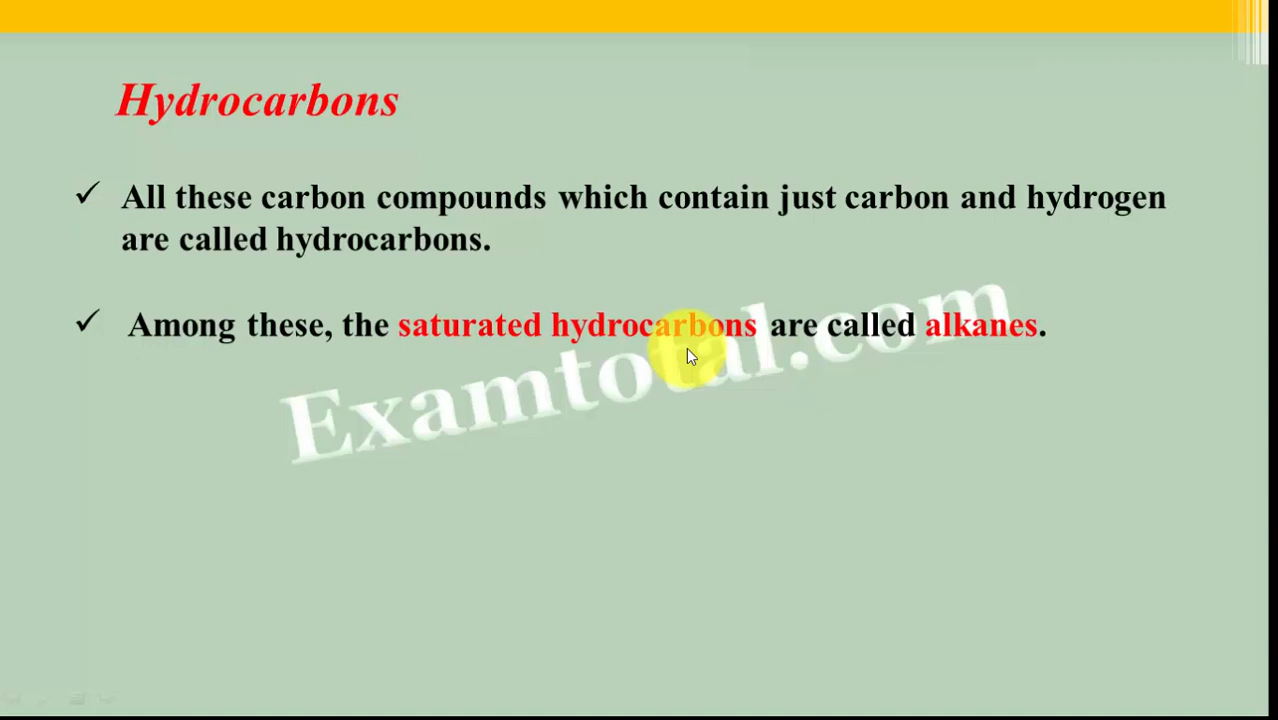 Hydrocarbons
✓ All these carbon compounds which contain just carbon and hydrogen
are called hydrocarbons.
✓ Among these, the saturated hydrocarbons are called alkanes.
Examtotal.com